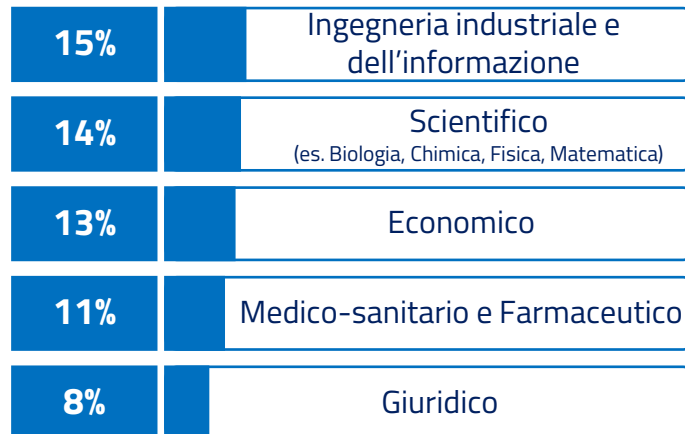 15%
Ingegneria industriale e
dell’informazione
14%
Scientifico
(es. Biologia, Chimica, Fisica, Matematica)
13%
Economico
11%
Medico-sanitario e Farmaceutico
8%
Giuridico